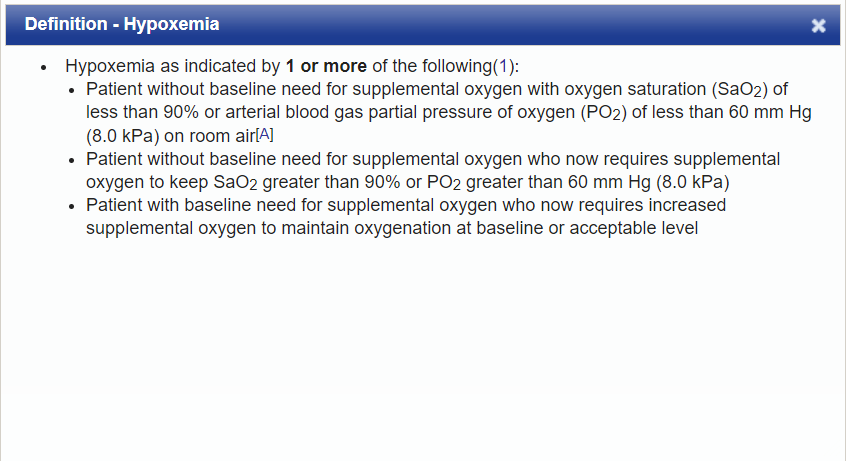 Definition - Hypoxemia
• Hypoxemia as indicated by 1 or more of the following(1):
• Patient without baseline need for supplemental oxygen with oxygen saturation (SaO2) of
less than 90% or arterial blood gas partial pressure of oxygen (PO2) of less than 60 mm Hg
(8.0 kPa) on room air[A]
• Patient without baseline need for supplemental oxygen who now requires supplemental
oxygen to keep SaO2 greater than 90% or PO2 greater than 60 mm Hg (8.0 kPa)
• Patient with baseline need for supplemental oxygen who now requires increased
supplemental oxygen to maintain oxygenation at baseline or acceptable level